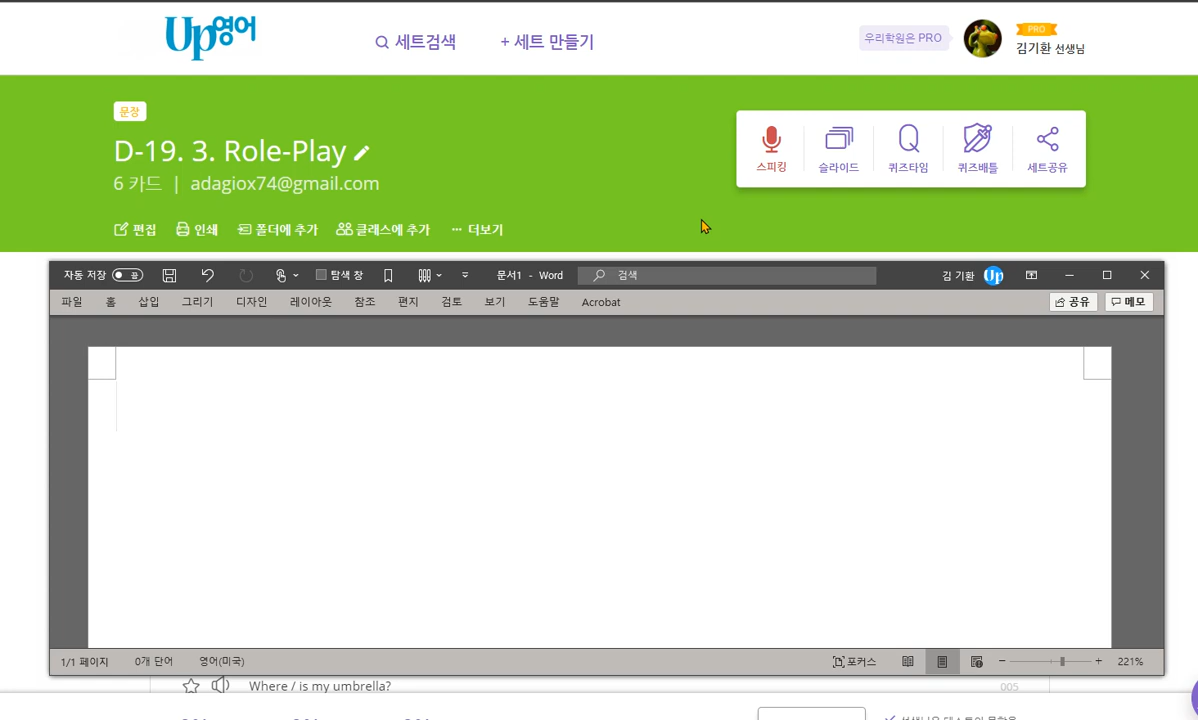 Up영어
세트검색
+ 세트 만들기
우리학원은 PRO
PRO
김기환 선생님
문장
D-19. 3. Role-Play
6 카드 | adagiox74@gmail.com
스피킹 슬라이드 퀴즈타임 퀴즈배틀 세트공유
편집 인쇄 폴더에 추가 클래스에 추가 ··· 더보기
자동 저장 끔 탐색 창 문서1 - Word 검색 김 기환 Up
파일 홈 삽입 그리기 디자인 레이아웃 참조 편지 검토 보기 도움말 Acrobat 공유 메모
1/1 페이지 0개 단어 영어(미국) 포커스 221%
Where / is my umbrella? 005